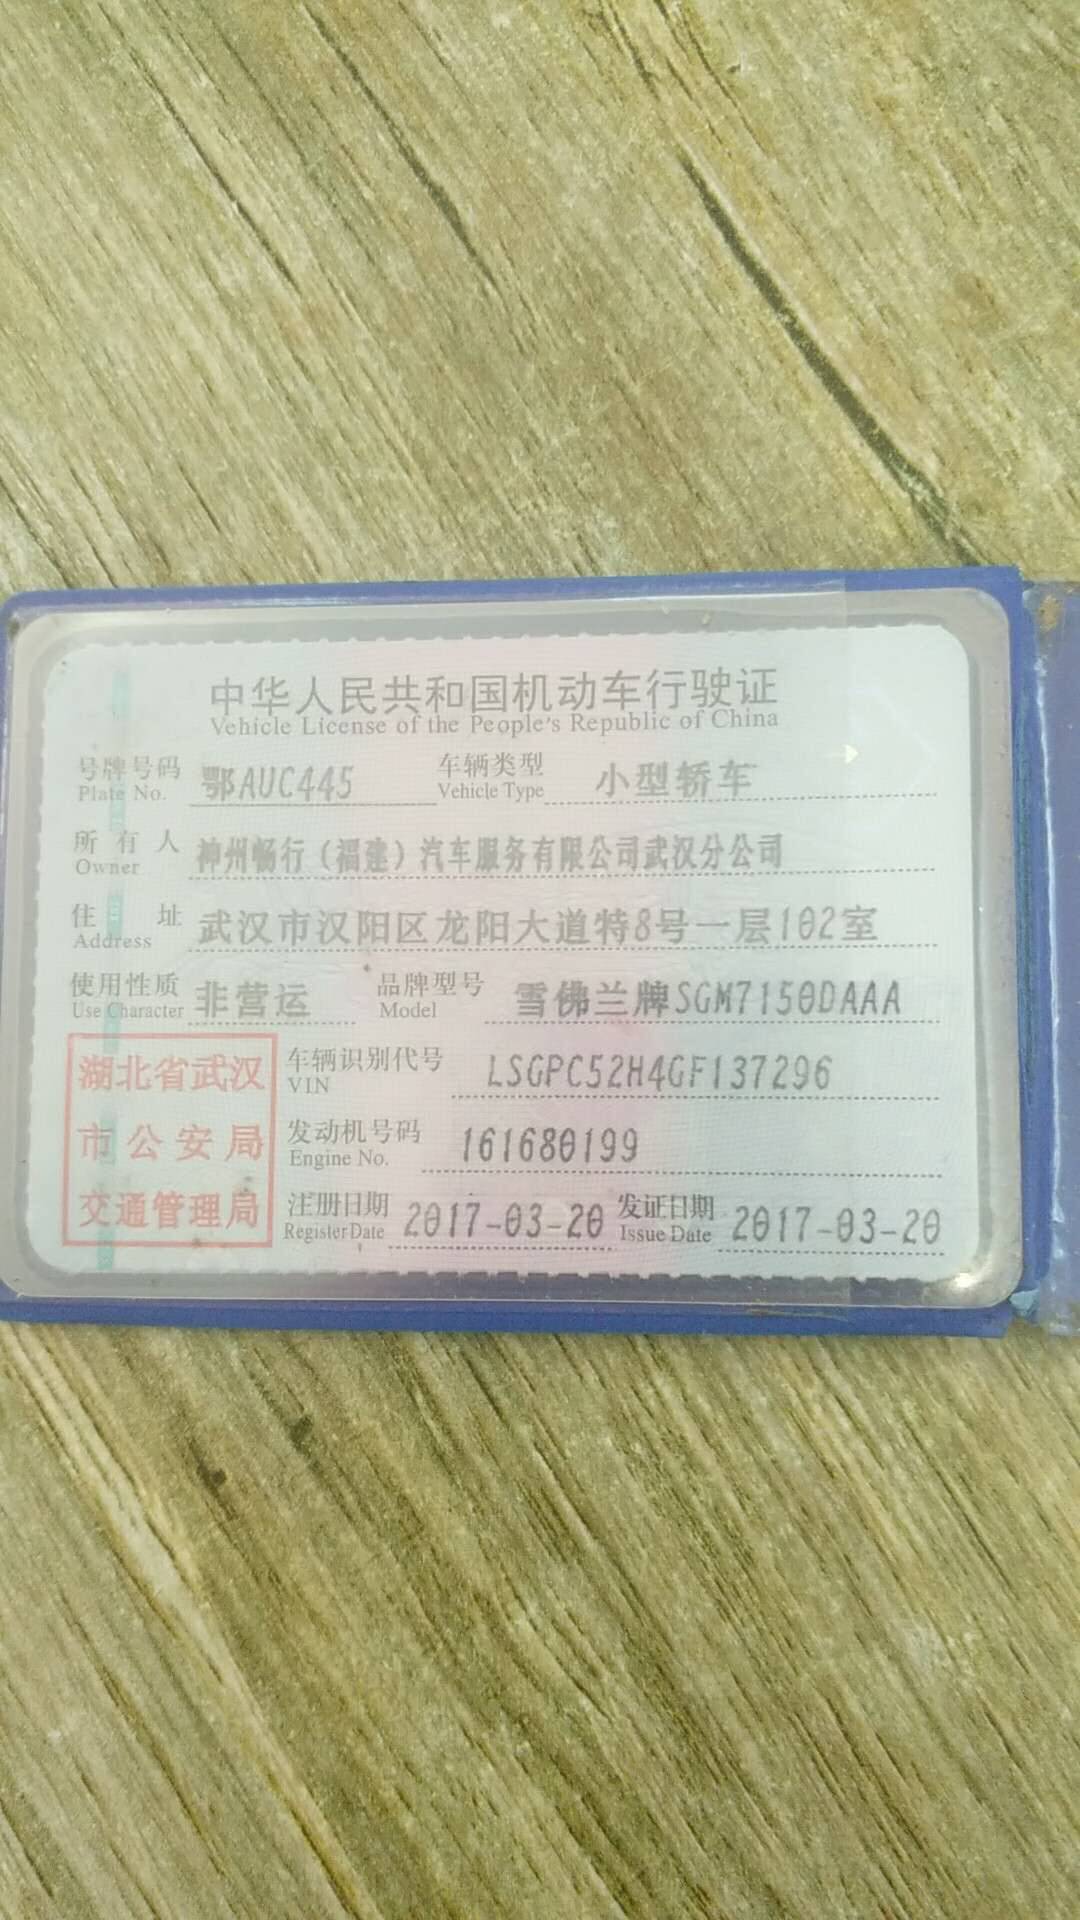 中华人民共和国机动车行驶证
Vehicle License of the People's Republic of China
号牌号码 鄂AUC445 车辆类型 小型轿车
Plate No. Vehicle Type
所有人 神州畅行（福建）汽车服务有限公司武汉分公司
Owner
住址 武汉市汉阳区龙阳大道特8号一层102室
Address
使用性质 非营运 品牌型号 雪佛兰牌SGM7150DAAA
Use Character Model
湖北省武汉 车辆识别代号 LSGPC52H4GF137296
VIN
市公安局 发动机号码 161680199
Engine No.
交通管理局 注册日期 2017-03-20 发证日期 2017-03-20
Register Date Issue Date